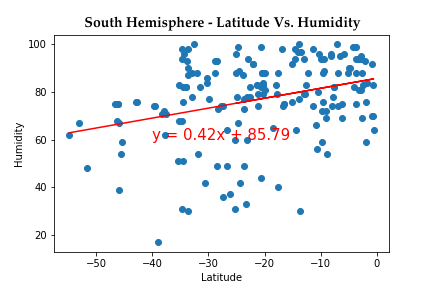 South Hemisphere - Latitude Vs. Humidity
100
80
60
40
20
Humidity
y = 0.42x + 85.79
−50
−40
−30
−20
−10
0
Latitude